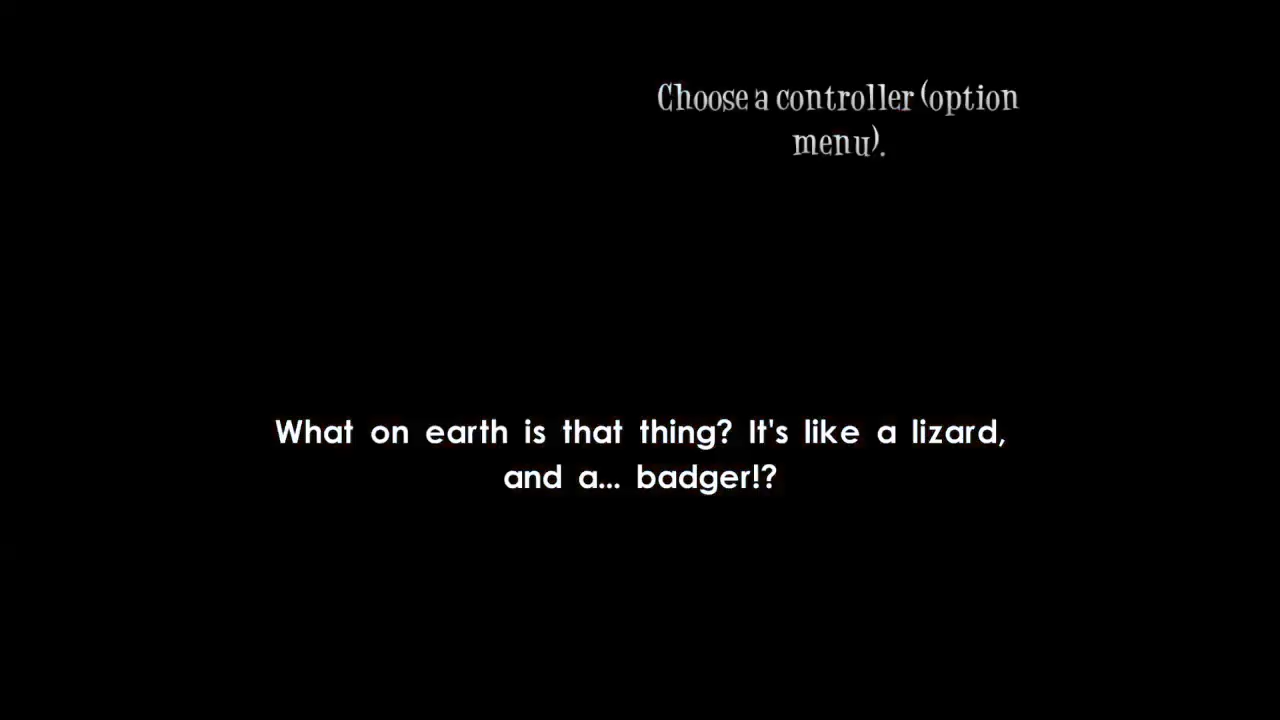 Choose a controller (option
menu).
What on earth is that thing? It's like a lizard,
and a... badger!?